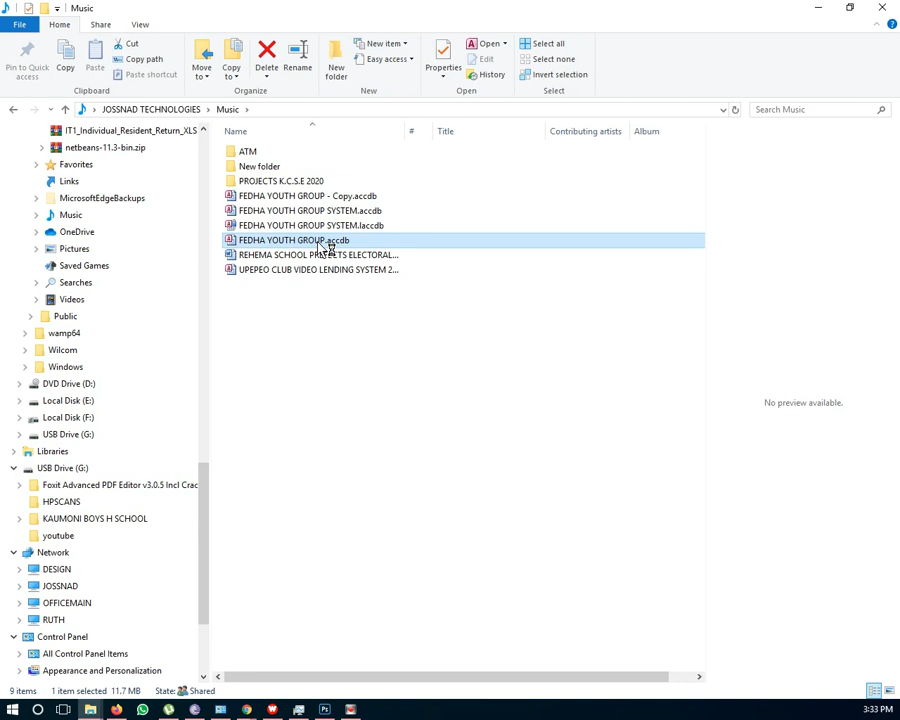 Music
File
Home
Share
View
Pin to Quick access
Copy
Paste
Cut
Copy path
Paste shortcut
Clipboard
Move to
Copy to
Delete
Rename
Organize
New folder
New item
Easy access
New
Properties
Open
Edit
History
Open
Select all
Select none
Invert selection
Select
JOSSNAD TECHNOLOGIES
Music
Search Music
IT1_Individual_Resident_Return_XLS
netbeans-11.3-bin.zip
Favorites
Links
MicrosoftEdgeBackups
Music
OneDrive
Pictures
Saved Games
Searches
Videos
Public
wamp64
Wilcom
Windows
DVD Drive (D:)
Local Disk (E:)
Local Disk (F:)
USB Drive (G:)
Libraries
USB Drive (G:)
Foxit Advanced PDF Editor v3.0.5 Incl Crac
HPSCANS
KAUMONI BOYS H SCHOOL
youtube
Network
DESIGN
JOSSNAD
OFFICEMAIN
RUTH
Control Panel
All Control Panel Items
Appearance and Personalization
Name
#
Title
Contributing artists
Album
ATM
New folder
PROJECTS K.C.S.E 2020
FEDHA YOUTH GROUP - Copy.accdb
FEDHA YOUTH GROUP SYSTEM.accdb
FEDHA YOUTH GROUP SYSTEM.laccdb
FEDHA YOUTH GROUP.accdb
REHEMA SCHOOL PROJECTS ELECTORAL...
UPEPEO CLUB VIDEO LENDING SYSTEM 2...
No preview available.
9 items
1 item selected 11.7 MB
State: Shared
3:33 PM